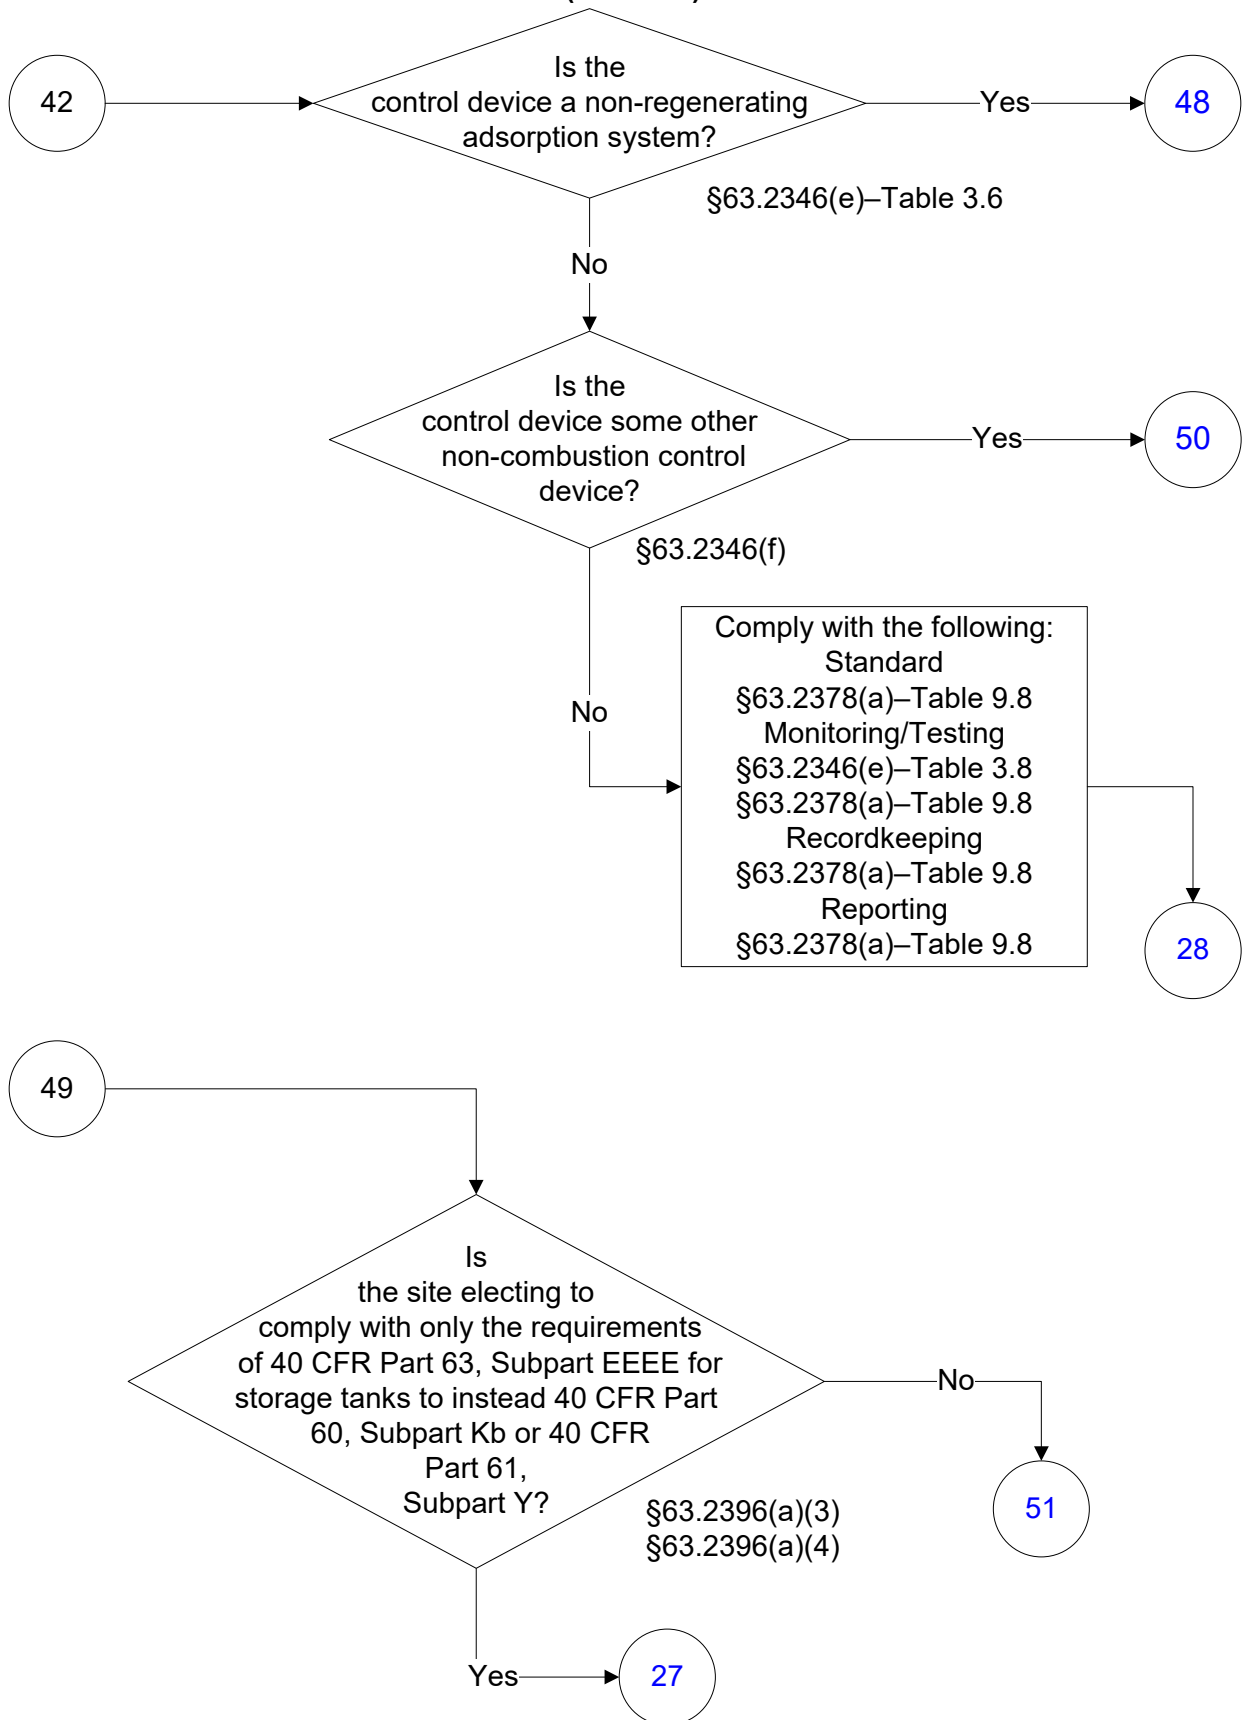 42
Is the
control device a non-regenerating
adsorption system?
Yes
48
§63.2346(e)–Table 3.6
No
Is the
control device some other
non-combustion control
device?
Yes
50
§63.2346(f)
No
Comply with the following:
Standard
§63.2378(a)–Table 9.8
Monitoring/Testing
§63.2346(e)–Table 3.8
§63.2378(a)–Table 9.8
Recordkeeping
§63.2378(a)–Table 9.8
Reporting
§63.2378(a)–Table 9.8
28
49
Is
the site electing to
comply with only the requirements
of 40 CFR Part 63, Subpart EEEE for
storage tanks to instead 40 CFR Part
60, Subpart Kb or 40 CFR
Part 61,
Subpart Y?
No
51
§63.2396(a)(3)
§63.2396(a)(4)
Yes
27